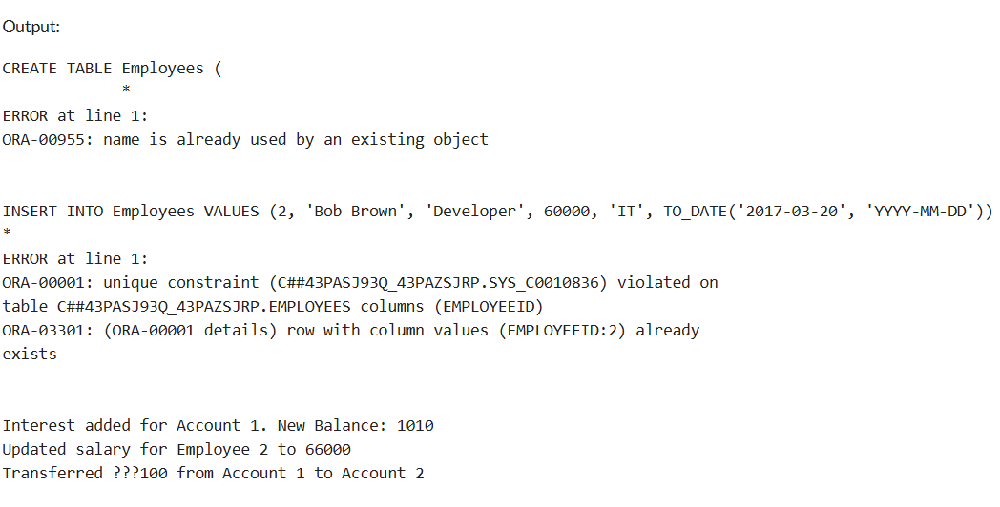 Output:
CREATE TABLE Employees (
*
ERROR at line 1:
ORA-00955: name is already used by an existing object
INSERT INTO Employees VALUES (2, 'Bob Brown', 'Developer', 60000, 'IT', TO_DATE('2017-03-20', 'YYYY-MM-DD'))
*
ERROR at line 1:
ORA-00001: unique constraint (C##43PASJ93Q_43PAZSJRP.SYS_C0010836) violated on
table C##43PASJ93Q_43PAZSJRP.EMPLOYEES columns (EMPLOYEEID)
ORA-03301: (ORA-00001 details) row with column values (EMPLOYEEID:2) already
exists
Interest added for Account 1. New Balance: 1010
Updated salary for Employee 2 to 66000
Transferred ???100 from Account 1 to Account 2